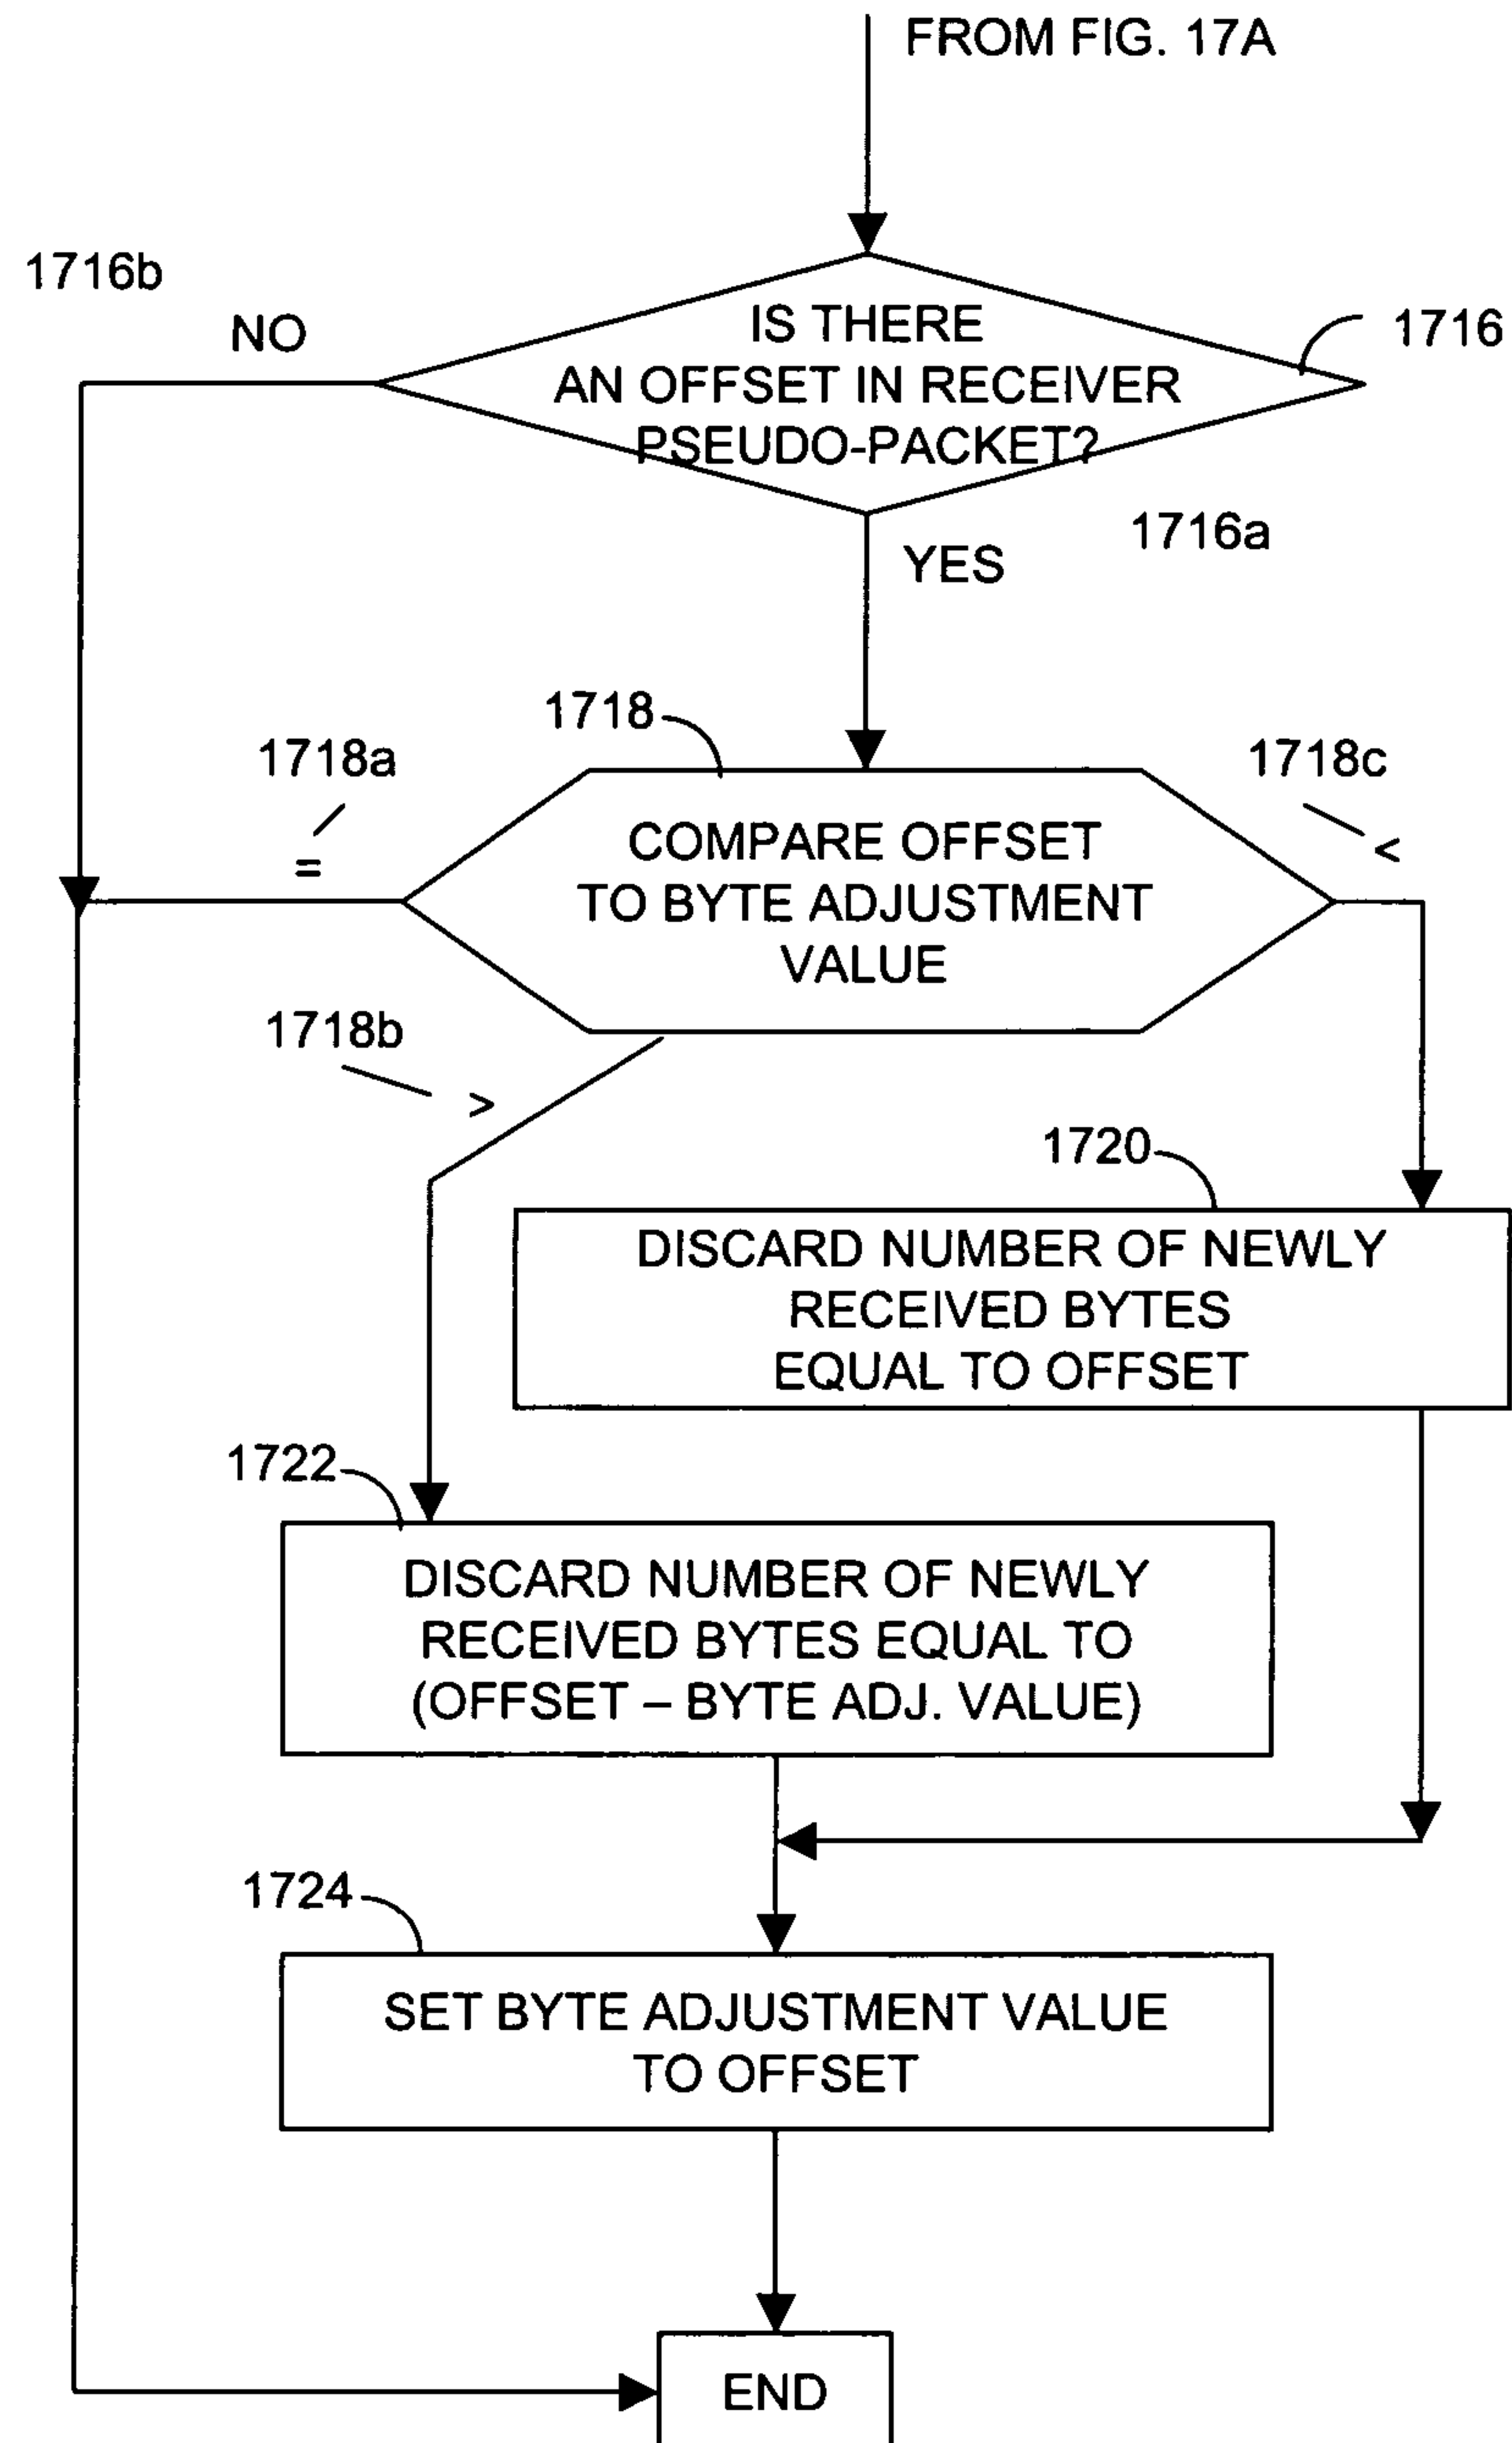 FROM FIG. 17A
1716b
NO
IS THERE
AN OFFSET IN RECEIVER
PSEUDO-PACKET?
1716
1716a
YES
1718
1718a
=
1718c
<
COMPARE OFFSET
TO BYTE ADJUSTMENT
VALUE
1718b
>
1720
DISCARD NUMBER OF NEWLY
RECEIVED BYTES
EQUAL TO OFFSET
1722
DISCARD NUMBER OF NEWLY
RECEIVED BYTES EQUAL TO
(OFFSET – BYTE ADJ. VALUE)
1724
SET BYTE ADJUSTMENT VALUE
TO OFFSET
END